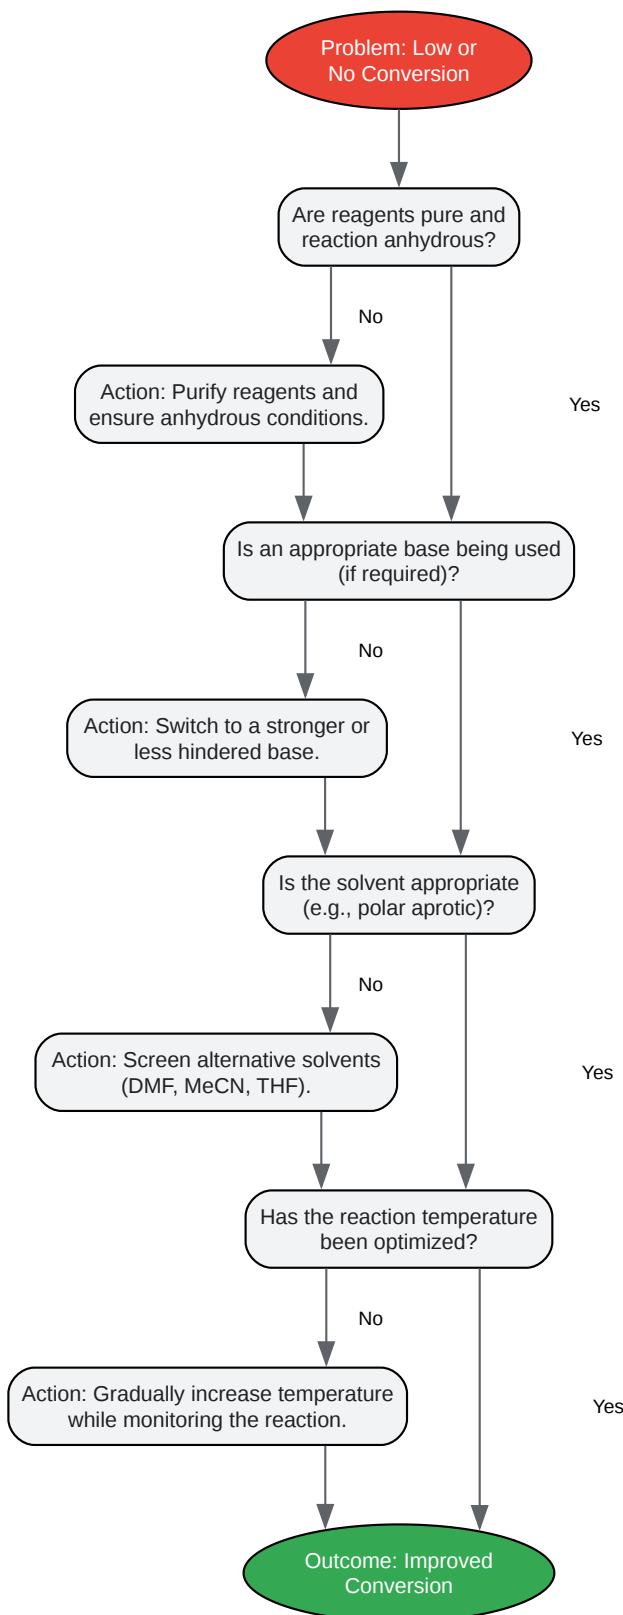 Problem: Low or
No Conversion
Are reagents pure and
reaction anhydrous?
No
Action: Purify reagents and
ensure anhydrous conditions.
Yes
Is an appropriate base being used
(if required)?
No
Action: Switch to a stronger or
less hindered base.
Yes
Is the solvent appropriate
(e.g., polar aprotic)?
No
Action: Screen alternative solvents
(DMF, MeCN, THF).
Yes
Has the reaction temperature
been optimized?
No
Action: Gradually increase temperature
while monitoring the reaction.
Yes
Outcome: Improved
Conversion